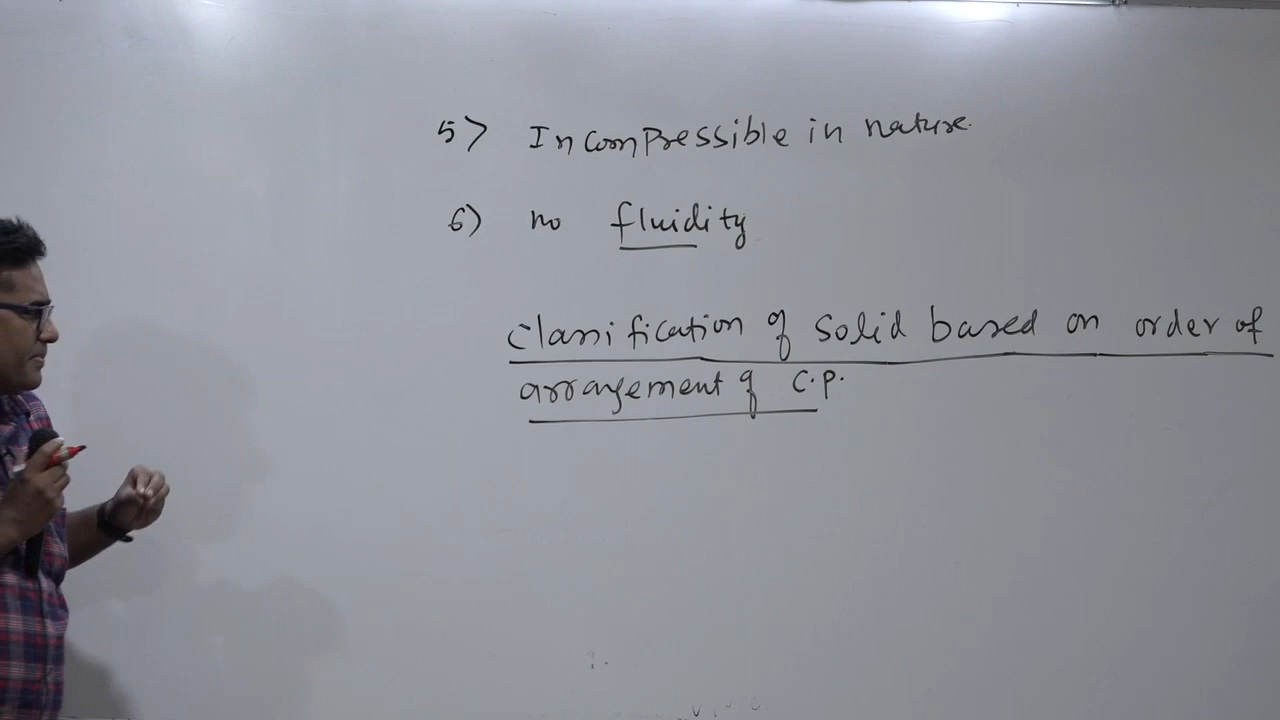 5> Incompressible in nature.
6) no fluidity
classification of solid based on order of
arrangement of C.P.